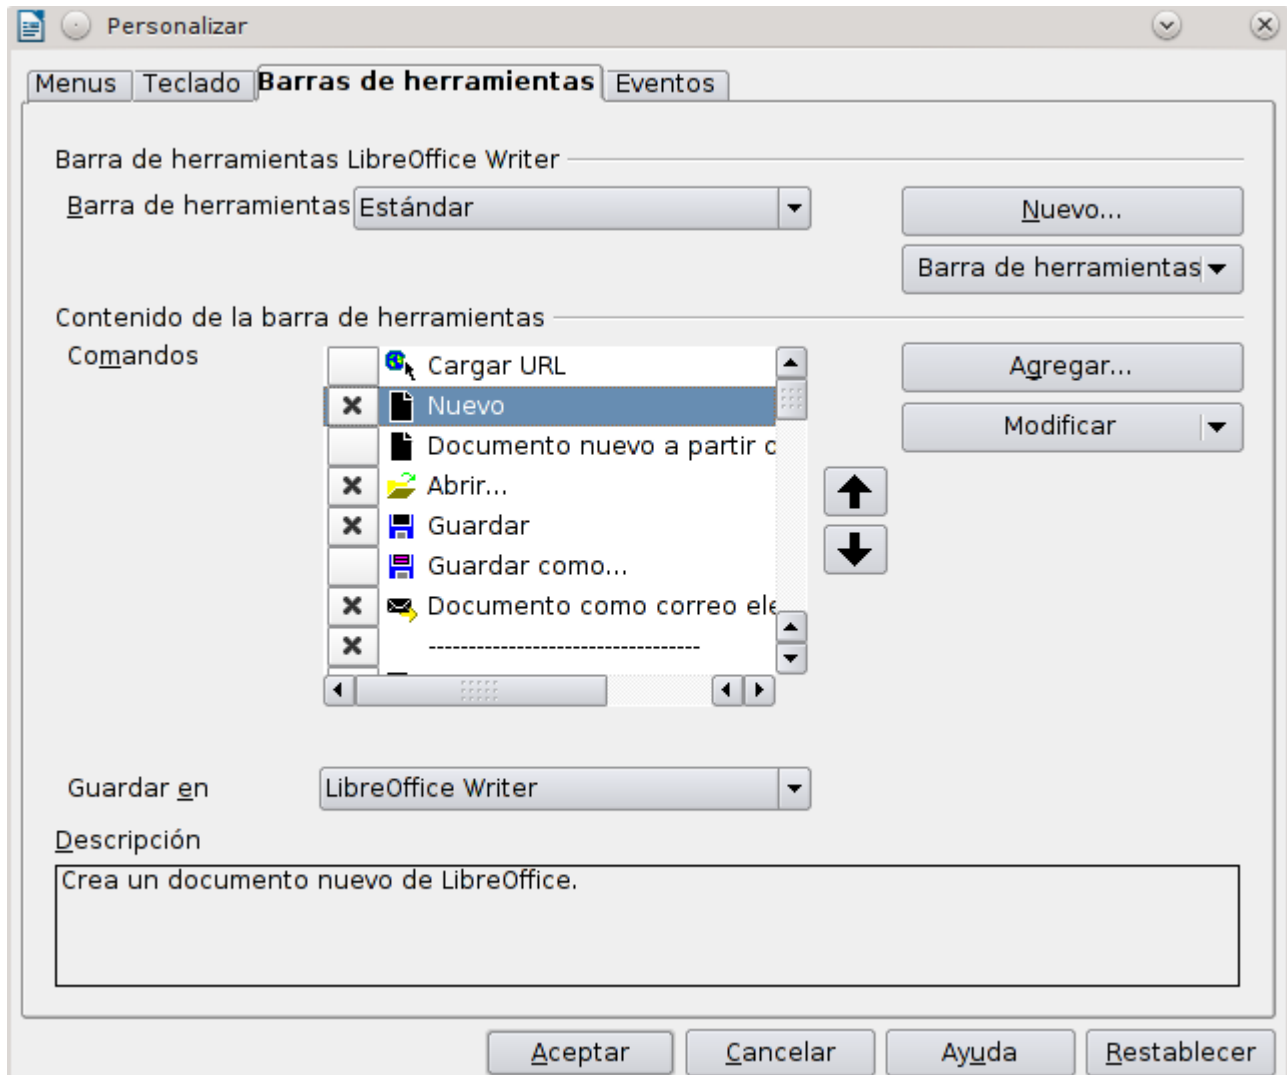 Personalizar
Menus Teclado Barras de herramientas Eventos
Barra de herramientas LibreOffice Writer
Barra de herramientas Estándar Nuevo...
Barra de herramientas
Contenido de la barra de herramientas
Comandos Cargar URL Agregar...
Nuevo
Modificar
Documento nuevo a partir
Abrir...
Guardar
Guardar como...
Documento como correo
---------------------------------
Guardar en LibreOffice Writer
Descripción
Crea un documento nuevo de LibreOffice.
Aceptar Cancelar Ayuda Restablecer